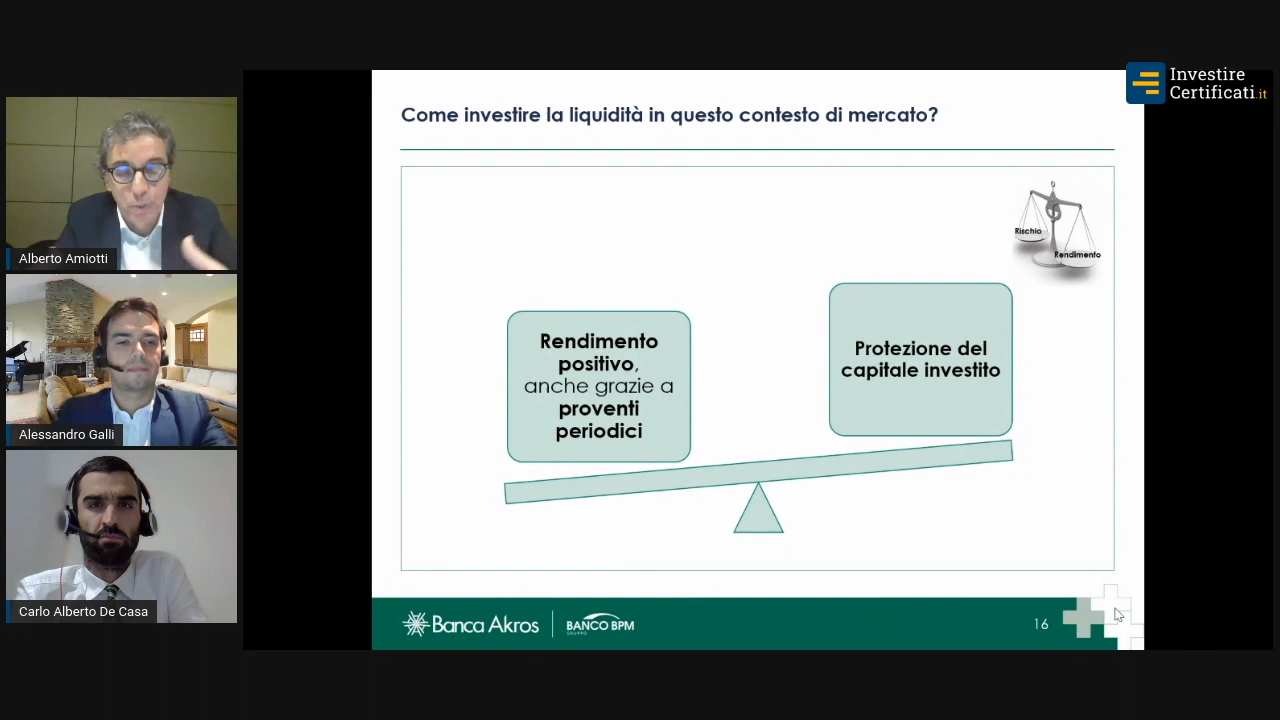 Investire
Certificati.it
Come investire la liquidità in questo contesto di mercato?
Rischio
Rendimento
Rendimento
positivo,
anche grazie a
proventi
periodici
Protezione del
capitale investito
Alberto Amiotti
Alessandro Galli
Carlo Alberto De Casa
Banca Akros
BANCO BPM
GRUPPO
16